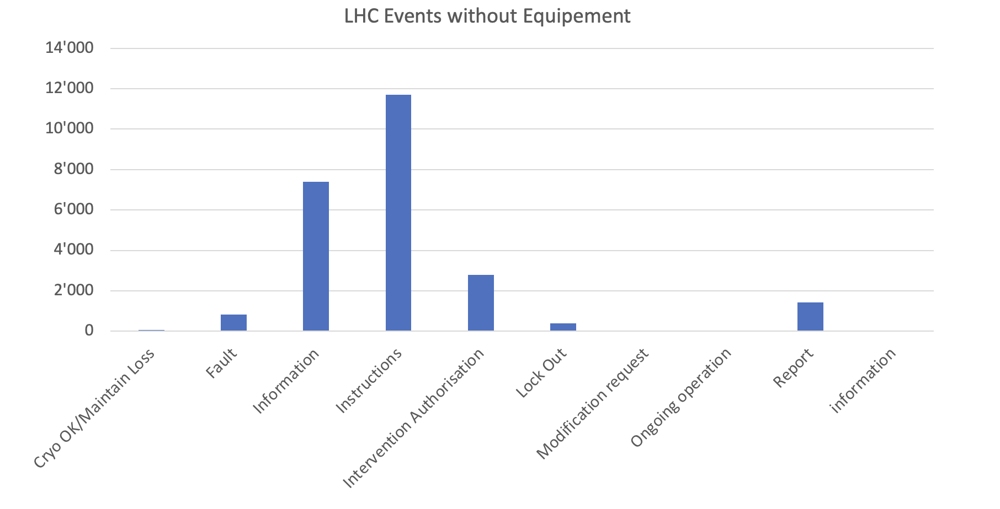 LHC Events without Equipement
14'000
12'000
10'000
8'000
6'000
4'000
2'000
0
Cryo OK/Maintain Loss
Fault
Information
Instructions
Intervention Authorisation
Lock Out
Modification request
Ongoing operation
Report
information